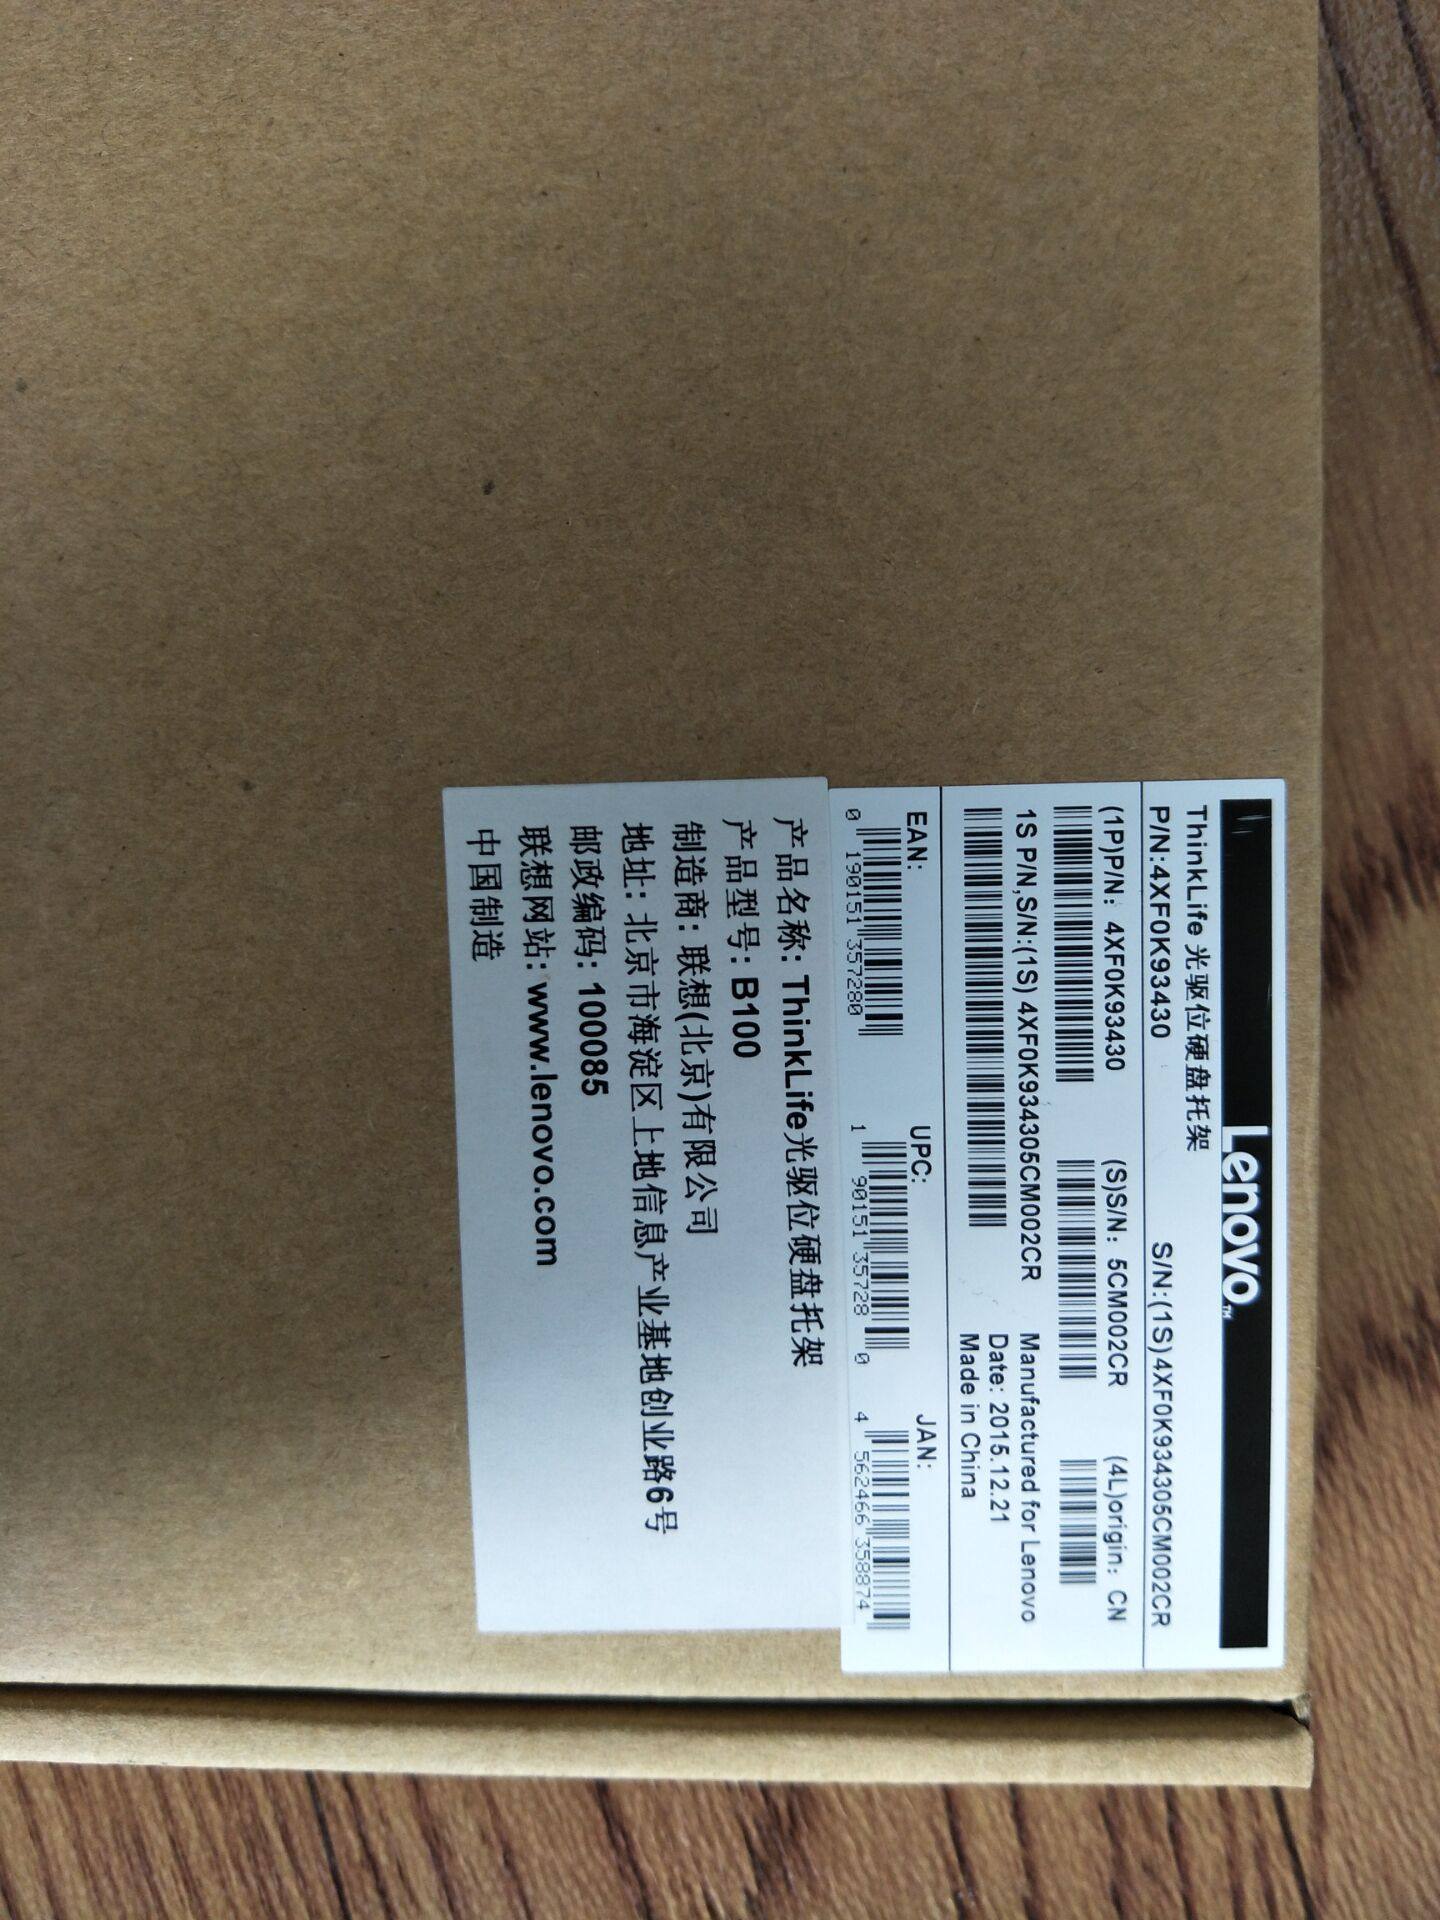 Lenovo™
ThinkLife 光驱位硬盘托架
P/N:4XF0K93430 S/N:(1S)4XF0K934305CM002CR
(1P)P/N: 4XF0K93430 (S)S/N: 5CM002CR (4L)origin: CN
1S P/N,S/N:(1S) 4XF0K934305CM002CR Manufactured for Lenovo
Date: 2015.12.21
Made in China
EAN: UPC: JAN:
0 190151 357280 1 90151 35728 0 4 562466 358874
产品名称: ThinkLife光驱位硬盘托架
产品型号: B100
制造商: 联想(北京)有限公司
地址: 北京市海淀区上地信息产业基地创业路6号
邮政编码: 100085
联想网站: www.lenovo.com
中国制造